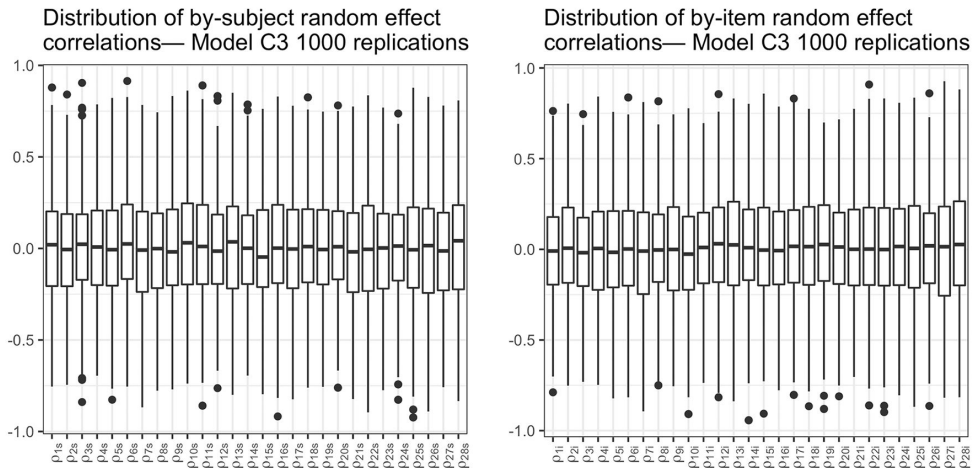 Distribution of by-subject random effect
correlations— Model C3 1000 replications
1.0
0.5
0.0
-0.5
-1.0
ρ1s ρ2s ρ3s ρ4s ρ5s ρ6s ρ7s ρ8s ρ9s ρ10s ρ11s ρ12s ρ13s ρ14s ρ15s ρ16s ρ17s ρ18s ρ19s ρ20s ρ21s ρ22s ρ23s ρ24s ρ25s ρ26s ρ27s ρ28s
Distribution of by-item random effect
correlations— Model C3 1000 replications
1.0
0.5
0.0
-0.5
-1.0
ρ1i ρ2i ρ3i ρ4i ρ5i ρ6i ρ7i ρ8i ρ9i ρ10i ρ11i ρ12i ρ13i ρ14i ρ15i ρ16i ρ17i ρ18i ρ19i ρ20i ρ21i ρ22i ρ23i ρ24i ρ25i ρ26i ρ27i ρ28i